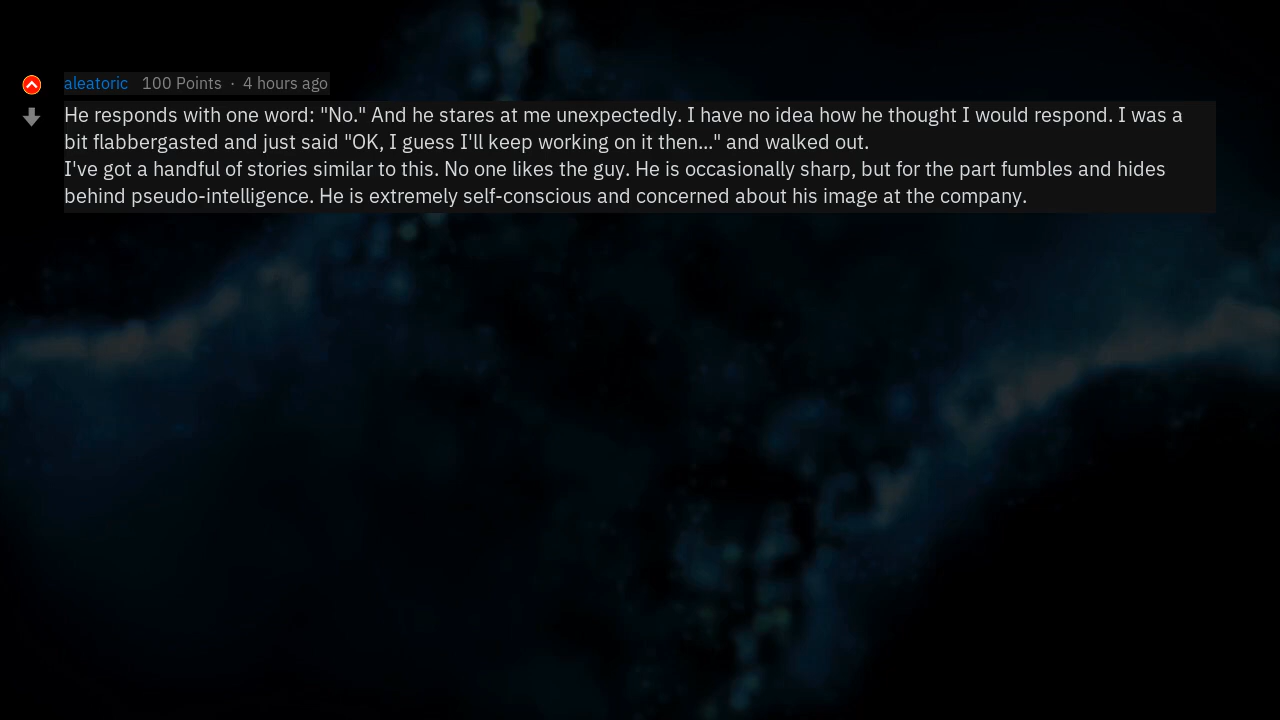 aleatoric 100 Points · 4 hours ago
He responds with one word: "No." And he stares at me unexpectedly. I have no idea how he thought I would respond. I was a
bit flabbergasted and just said "OK, I guess I'll keep working on it then..." and walked out.
I've got a handful of stories similar to this. No one likes the guy. He is occasionally sharp, but for the part fumbles and hides
behind pseudo-intelligence. He is extremely self-conscious and concerned about his image at the company.